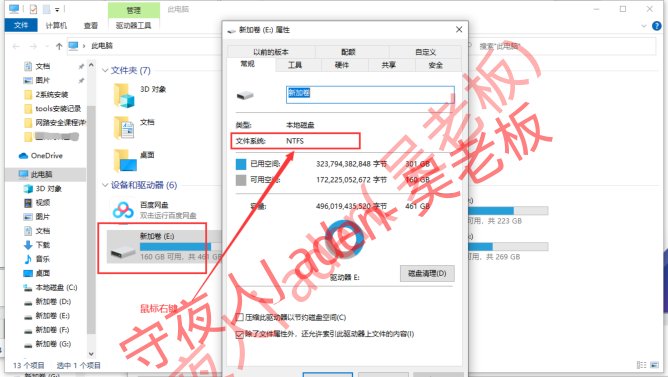 管理
此电脑
文件
计算机
查看
驱动器工具
此电脑
搜索"此电脑"
文档
图片
2系统安装
tools安装记录
网路安全课程详
OneDrive
此电脑
3D 对象
视频
图片
文档
下载
音乐
桌面
本地磁盘 (C:)
新加卷 (D:)
新加卷 (E:)
新加卷 (F:)
新加卷 (G:)
13 个项目
选中 1 个项目
文件夹 (7)
3D 对象
文档
桌面
设备和驱动器 (6)
百度网盘
双击运行百度网盘
新加卷 (E:)
160 GB 可用，共 461 GB
鼠标右键
新加卷 (E:) 属性
以前的版本
配额
自定义
常规
工具
硬件
共享
安全
新加卷
类型:
本地磁盘
文件系统:
NTFS
已用空间:
323,794,382,848 字节
301 GB
可用空间:
172,225,052,672 字节
160 GB
容量:
496,019,435,520 字节
461 GB
驱动器 E:
磁盘清理(D)
压缩此驱动器以节约磁盘空间(C)
除了文件属性外，还允许索引此驱动器上文件的内容(I)
可用，共 223 GB
可用，共 269 GB
守夜人Jaden 吴老板